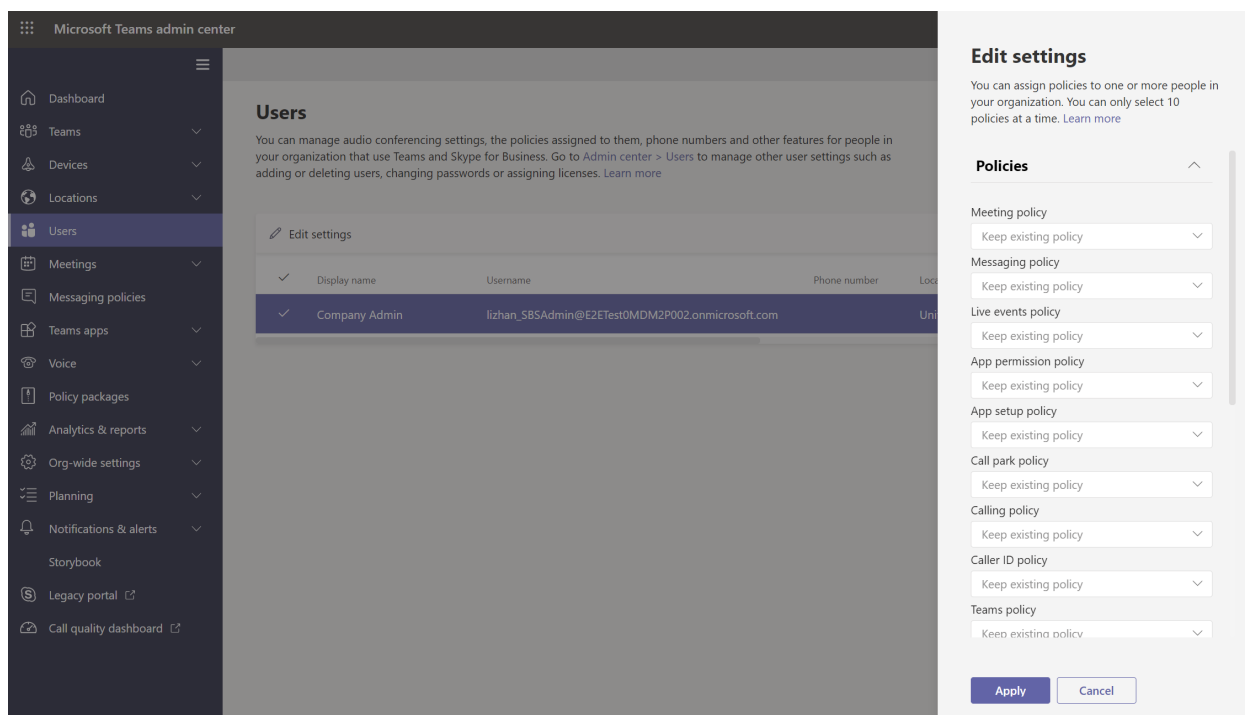 Microsoft Teams admin center
Dashboard
Teams
Devices
Locations
Users
Meetings
Messaging policies
Teams apps
Voice
Policy packages
Analytics & reports
Org-wide settings
Planning
Notifications & alerts
Storybook
Legacy portal
Call quality dashboard
Users
You can manage audio conferencing settings, the policies assigned to them, phone numbers and other features for people in
your organization that use Teams and Skype for Business. Go to Admin center > Users to manage other user settings such as
adding or deleting users, changing passwords or assigning licenses. Learn more
Edit settings
Display name Username Phone number Loca
Company Admin lizhan_SBSAdmin@E2ETest0MDM2P002.onmicrosoft.com Uni
Edit settings
You can assign policies to one or more people in
your organization. You can only select 10
policies at a time. Learn more
Policies
Meeting policy
Keep existing policy
Messaging policy
Keep existing policy
Live events policy
Keep existing policy
App permission policy
Keep existing policy
App setup policy
Keep existing policy
Call park policy
Keep existing policy
Calling policy
Keep existing policy
Caller ID policy
Keep existing policy
Teams policy
Keep existing policy
Apply Cancel